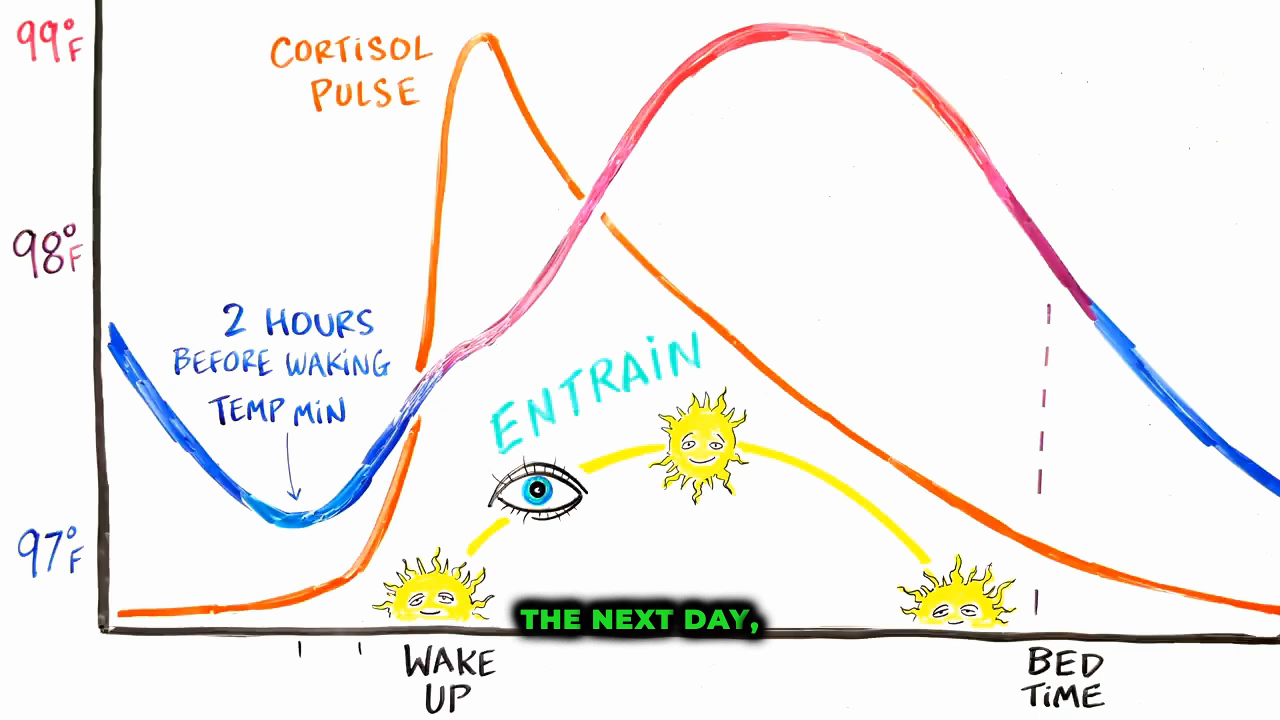 99°F
CORTiSOL
PULSE
98°F
2 HOURS
BEFORE WAKiNG
TEMP MiN
ENTRAiN
97°F
THE NEXT DAY,
WAKE
UP
BED
TiME